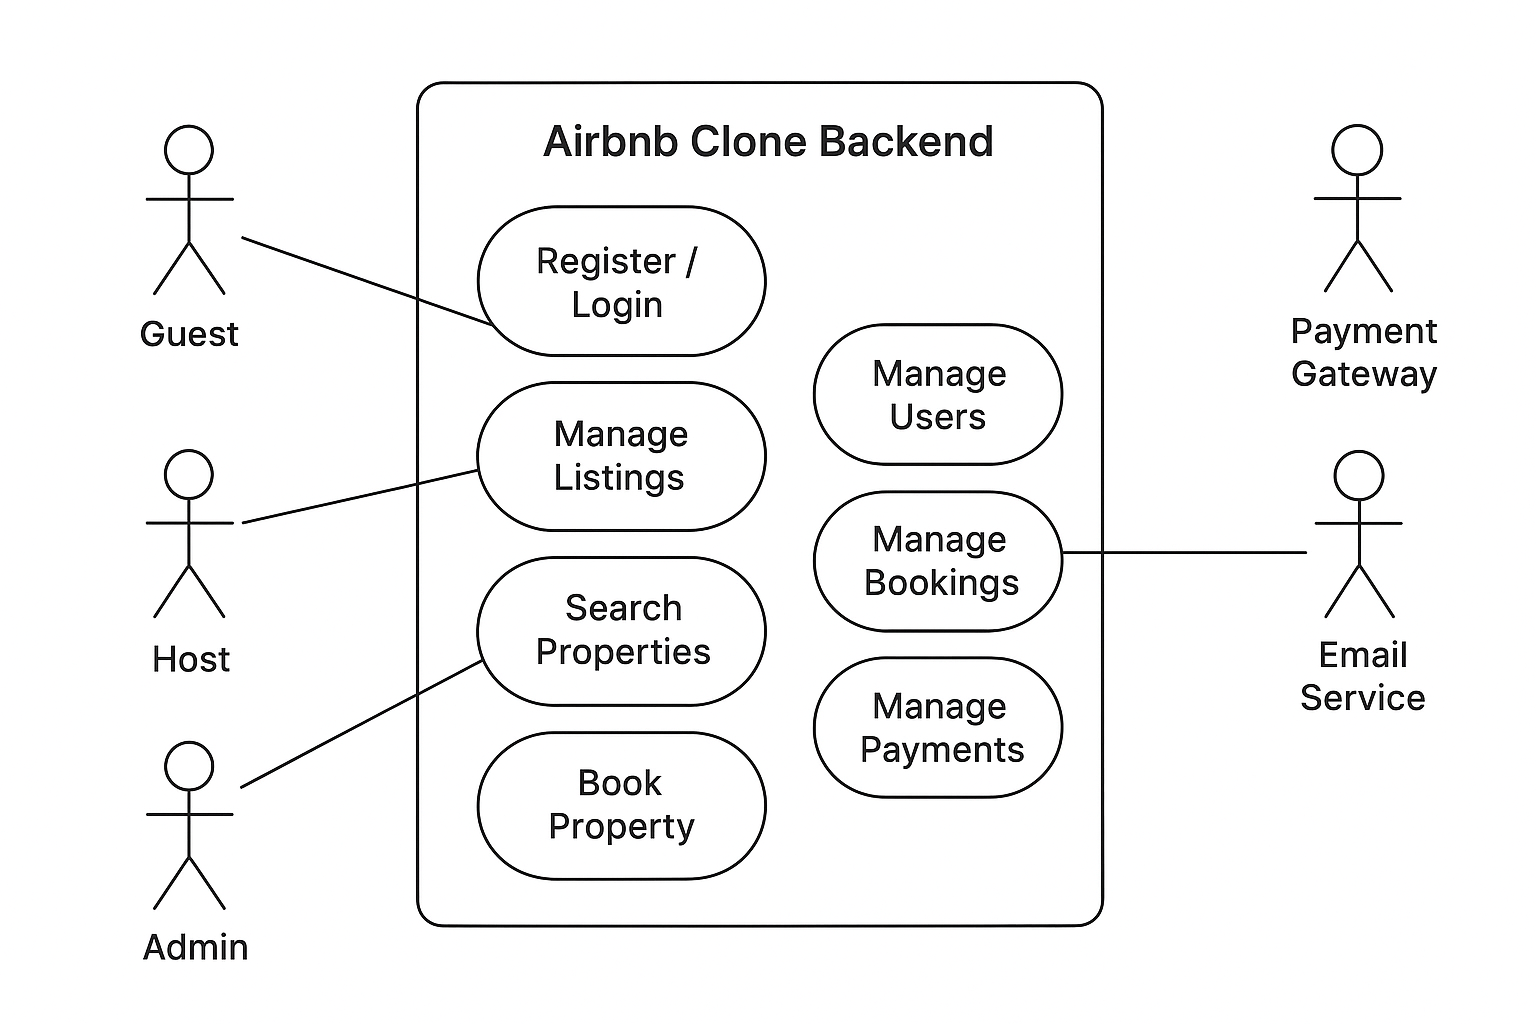 Airbnb Clone Backend
Guest
Host
Admin
Register /
Login
Manage
Listings
Search
Properties
Book
Property
Manage
Users
Manage
Bookings
Manage
Payments
Payment
Gateway
Email
Service